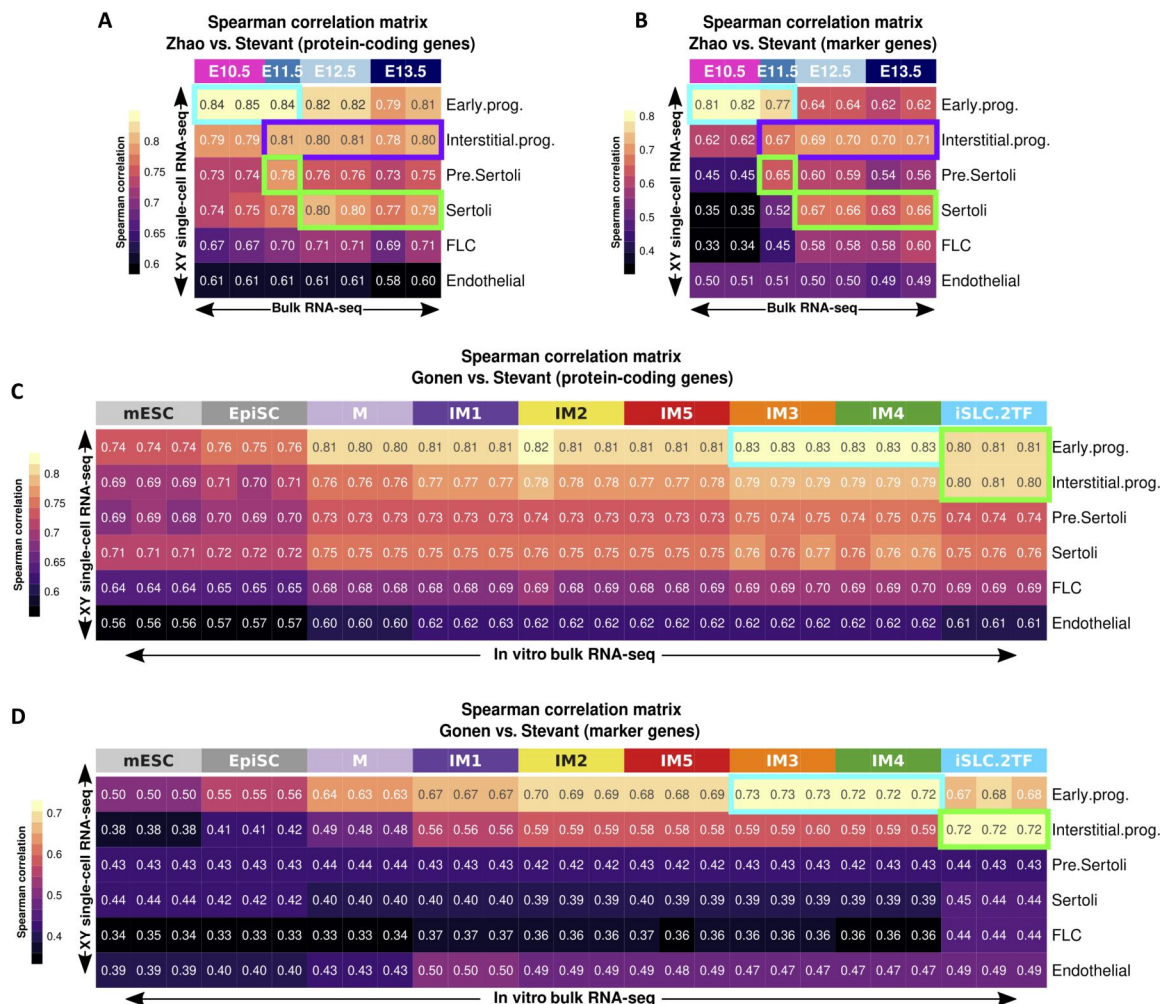 A
Spearman correlation matrix
Zhao vs. Stevant (protein-coding genes)
E10.5 E11.5 E12.5 E13.5
0.84 0.85 0.84 0.82 0.82 0.79 0.81 Early.prog.
0.79 0.79 0.81 0.80 0.81 0.78 0.80 Interstitial.prog.
0.73 0.74 0.78 0.76 0.76 0.73 0.75 Pre.Sertoli
0.74 0.75 0.78 0.80 0.80 0.77 0.79 Sertoli
0.67 0.67 0.70 0.71 0.71 0.69 0.71 FLC
0.61 0.61 0.61 0.61 0.61 0.58 0.60 Endothelial
Spearman correlation
0.8
0.75
0.7
0.65
0.6
XY single-cell RNA-seq
Bulk RNA-seq
B
Spearman correlation matrix
Zhao vs. Stevant (marker genes)
E10.5 E11.5 E12.5 E13.5
0.81 0.82 0.77 0.64 0.64 0.62 0.62 Early.prog.
0.62 0.62 0.67 0.69 0.70 0.70 0.71 Interstitial.prog.
0.45 0.45 0.65 0.60 0.59 0.54 0.56 Pre.Sertoli
0.35 0.35 0.52 0.67 0.66 0.63 0.66 Sertoli
0.33 0.34 0.45 0.58 0.58 0.58 0.60 FLC
0.50 0.51 0.51 0.50 0.50 0.49 0.49 Endothelial
Spearman correlation
0.8
0.7
0.6
0.5
0.4
XY single-cell RNA-seq
Bulk RNA-seq
C
Spearman correlation matrix
Gonen vs. Stevant (protein-coding genes)
mESC EpiSC M IM1 IM2 IM5 IM3 IM4 iSLC.2TF
0.74 0.74 0.74 0.76 0.75 0.76 0.81 0.80 0.80 0.81 0.81 0.81 0.82 0.81 0.81 0.81 0.81 0.81 0.83 0.83 0.83 0.83 0.83 0.83 0.80 0.81 0.81 Early.prog.
0.69 0.69 0.69 0.71 0.70 0.71 0.76 0.76 0.76 0.77 0.77 0.77 0.78 0.78 0.78 0.77 0.77 0.77 0.79 0.79 0.79 0.79 0.79 0.79 0.80 0.81 0.80 Interstitial.prog.
0.69 0.69 0.68 0.70 0.69 0.70 0.73 0.73 0.73 0.73 0.73 0.73 0.74 0.73 0.74 0.73 0.73 0.73 0.75 0.74 0.75 0.74 0.75 0.75 0.74 0.74 0.74 Pre.Sertoli
0.71 0.71 0.71 0.72 0.72 0.72 0.75 0.75 0.75 0.75 0.75 0.75 0.75 0.75 0.75 0.75 0.75 0.75 0.76 0.76 0.77 0.76 0.76 0.76 0.75 0.76 0.76 Sertoli
0.64 0.64 0.64 0.65 0.65 0.65 0.68 0.68 0.68 0.68 0.68 0.69 0.69 0.68 0.69 0.68 0.68 0.69 0.69 0.69 0.70 0.69 0.69 0.70 0.69 0.69 0.69 FLC
0.56 0.56 0.56 0.57 0.57 0.57 0.60 0.60 0.60 0.62 0.62 0.63 0.62 0.62 0.62 0.62 0.62 0.62 0.62 0.62 0.62 0.62 0.62 0.62 0.61 0.61 0.61 Endothelial
Spearman correlation
0.8
0.75
0.7
0.65
0.6
XY single-cell RNA-seq
In vitro bulk RNA-seq
D
Spearman correlation matrix
Gonen vs. Stevant (marker genes)
mESC EpiSC M IM1 IM2 IM5 IM3 IM4 iSLC.2TF
0.50 0.50 0.50 0.55 0.55 0.56 0.64 0.63 0.63 0.67 0.67 0.67 0.70 0.69 0.69 0.68 0.68 0.69 0.73 0.73 0.73 0.72 0.72 0.72 0.67 0.68 0.68 Early.prog.
0.38 0.38 0.38 0.41 0.41 0.42 0.49 0.48 0.48 0.56 0.56 0.56 0.59 0.59 0.59 0.58 0.58 0.58 0.59 0.59 0.60 0.59 0.59 0.59 0.72 0.72 0.72 Interstitial.prog.
0.43 0.43 0.43 0.43 0.43 0.43 0.44 0.44 0.44 0.43 0.43 0.43 0.43 0.43 0.43 0.43 0.42 0.42 0.43 0.43 0.43 0.42 0.43 0.43 0.44 0.43 0.43 Pre.Sertoli
0.44 0.44 0.44 0.42 0.42 0.42 0.40 0.40 0.40 0.40 0.40 0.40 0.39 0.39 0.39 0.40 0.39 0.39 0.39 0.39 0.39 0.39 0.39 0.39 0.45 0.44 0.44 Sertoli
0.34 0.35 0.34 0.33 0.33 0.33 0.33 0.33 0.34 0.37 0.37 0.37 0.36 0.36 0.36 0.37 0.36 0.36 0.36 0.36 0.36 0.36 0.36 0.36 0.44 0.44 0.44 FLC
0.39 0.39 0.39 0.40 0.40 0.40 0.43 0.43 0.43 0.50 0.50 0.50 0.49 0.49 0.49 0.49 0.48 0.49 0.47 0.47 0.47 0.47 0.47 0.47 0.49 0.49 0.49 Endothelial
Spearman correlation
0.7
0.6
0.5
0.4
XY single-cell RNA-seq
In vitro bulk RNA-seq